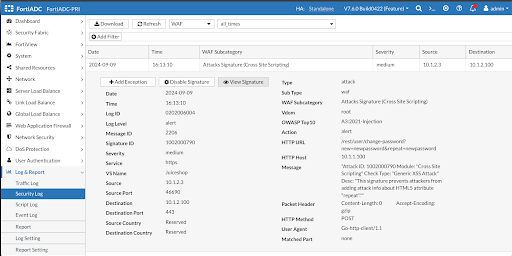 FortiADC FortiADC-PRI HA: Standalone V7.6.0 Build0422 (Feature) admin
Dashboard
Security Fabric
FortiView
System
Shared Resources
Network
Server Load Balance
Link Load Balance
Global Load Balance
Web Application Firewall
Network Security
DoS Protection
User Authentication
Log & Report
Traffic Log
Security Log
Script Log
Event Log
Report
Log Setting
Report Setting
Download Refresh WAF all_times
Add Filter
Date Time WAF Subcategory Severity Source Destination
2024-09-09 16:13:10 Attacks Signature (Cross Site Scripting) medium 10.1.2.3 10.1.2.100
Add Exception Disable Signature View Signature
Date 2024-09-09
Time 16:13:10
Log ID 0202006004
Log Level alert
Message ID 2206
Signature ID 1002000790
Severity medium
Service https
VS Name Juiceshop
Source 10.1.2.3
Source Port 46690
Destination 10.1.2.100
Destination Port 443
Source Country Reserved
Destination Country Reserved
Type attack
Sub Type waf
WAF Subcategory Attacks Signature (Cross Site Scripting)
Vdom root
OWASP Top10 A3:2021-Injection
Action alert
HTTP URL /rest/user/change-password?
new=newpassword&repeat=newpassword
HTTP Host 10.1.1.100
Message "Attack ID: 1002000790 Module: "Cross Site
Scripting" Check Type: "Generic XSS Attack"
Desc: "This signature prevents attackers from
adding attack info about HTML5 attribute
"repeat"""
Packet Header Content-Length: 0 Accept-Encoding:
gzip
HTTP Method POST
User Agent Go-http-client/1.1
Matched Part none